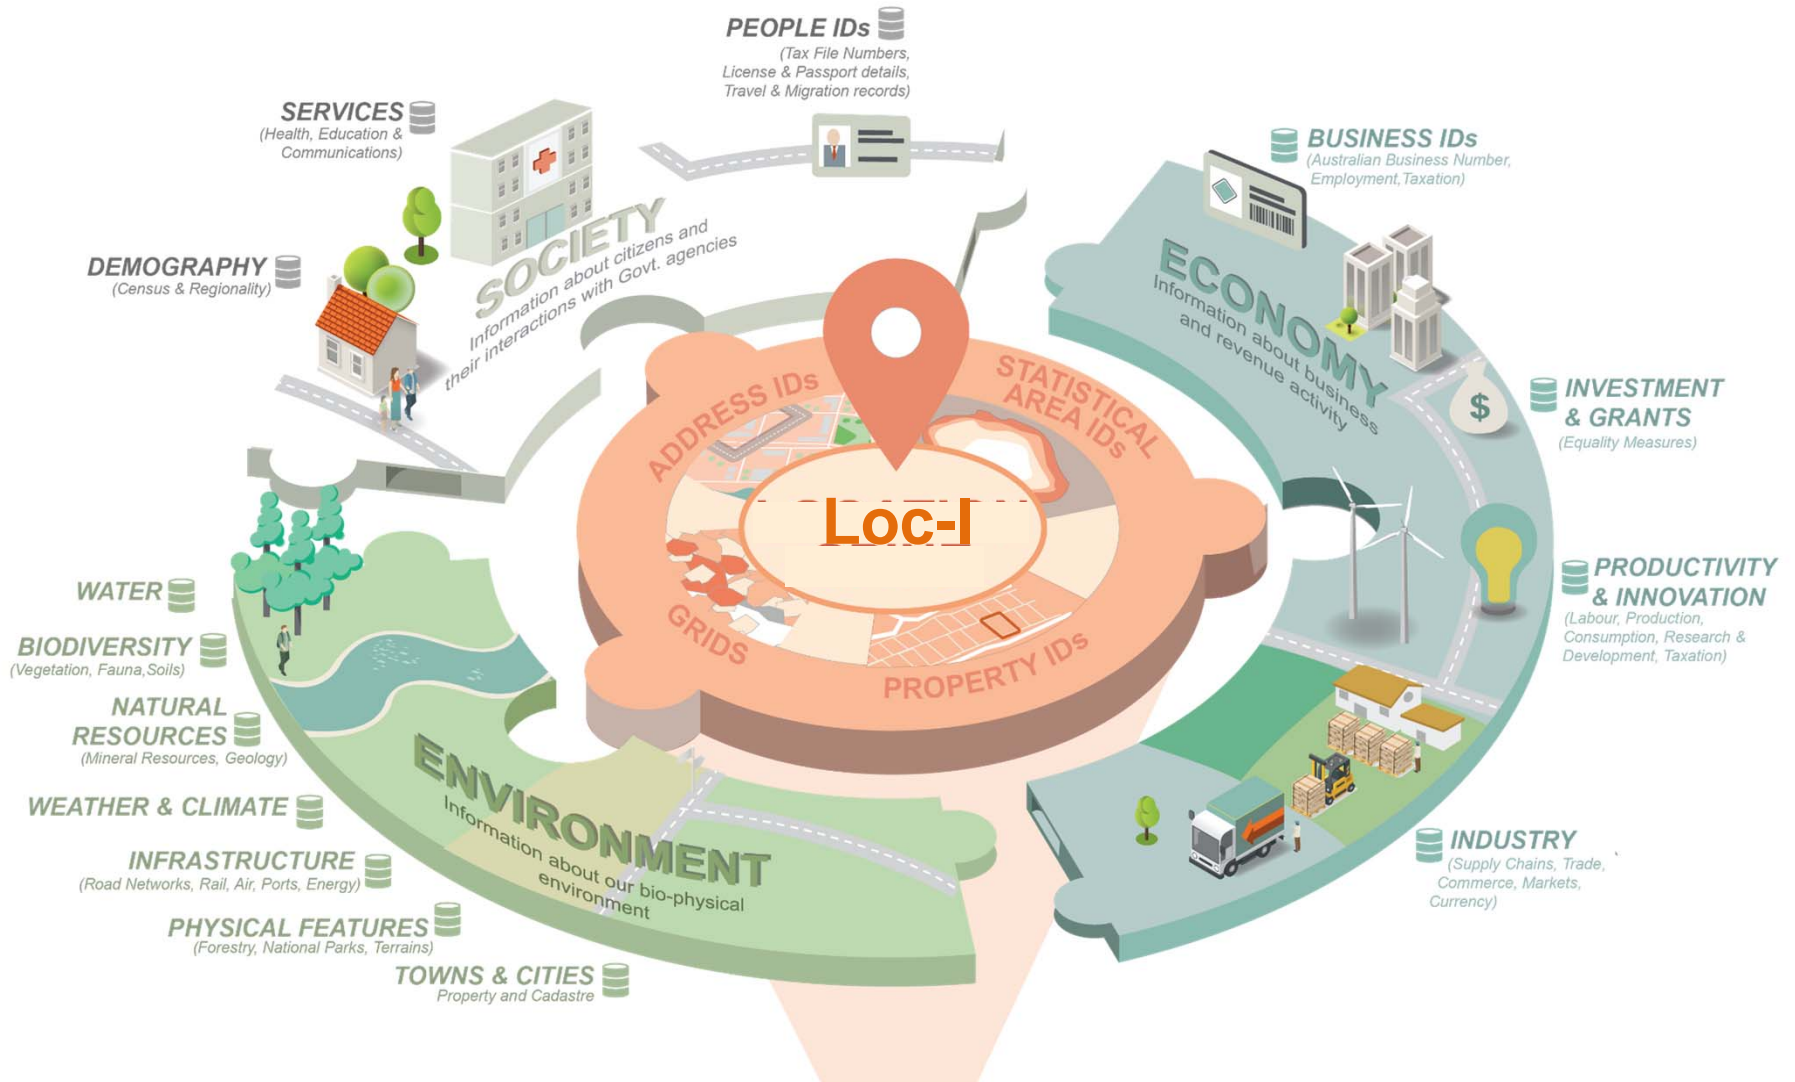 PEOPLE IDs
(Tax File Numbers,
License & Passport details,
Travel & Migration records)
SERVICES
(Health, Education &
Communications)
DEMOGRAPHY
(Census & Regionality)
SOCIETY
Information about citizens and
their interactions with Govt. agencies
BUSINESS IDs
(Australian Business Number,
Employment,Taxation)
ECONOMY
Information about business
and revenue activity
$
INVESTMENT
& GRANTS
(Equality Measures)
PRODUCTIVITY
& INNOVATION
(Labour, Production,
Consumption, Research &
Development, Taxation)
INDUSTRY
(Supply Chains, Trade,
Commerce, Markets,
Currency)
ADDRESS IDs
STATISTICAL
AREA IDs
Loc-I
GRIDS
PROPERTY IDs
WATER
BIODIVERSITY
(Vegetation, Fauna,Soils)
NATURAL
RESOURCES
(Mineral Resources, Geology)
WEATHER & CLIMATE
INFRASTRUCTURE
(Road Networks, Rail, Air, Ports, Energy)
PHYSICAL FEATURES
(Forestry, National Parks, Terrains)
TOWNS & CITIES
Property and Cadastre
ENVIRONMENT
Information about our bio-physical
environment